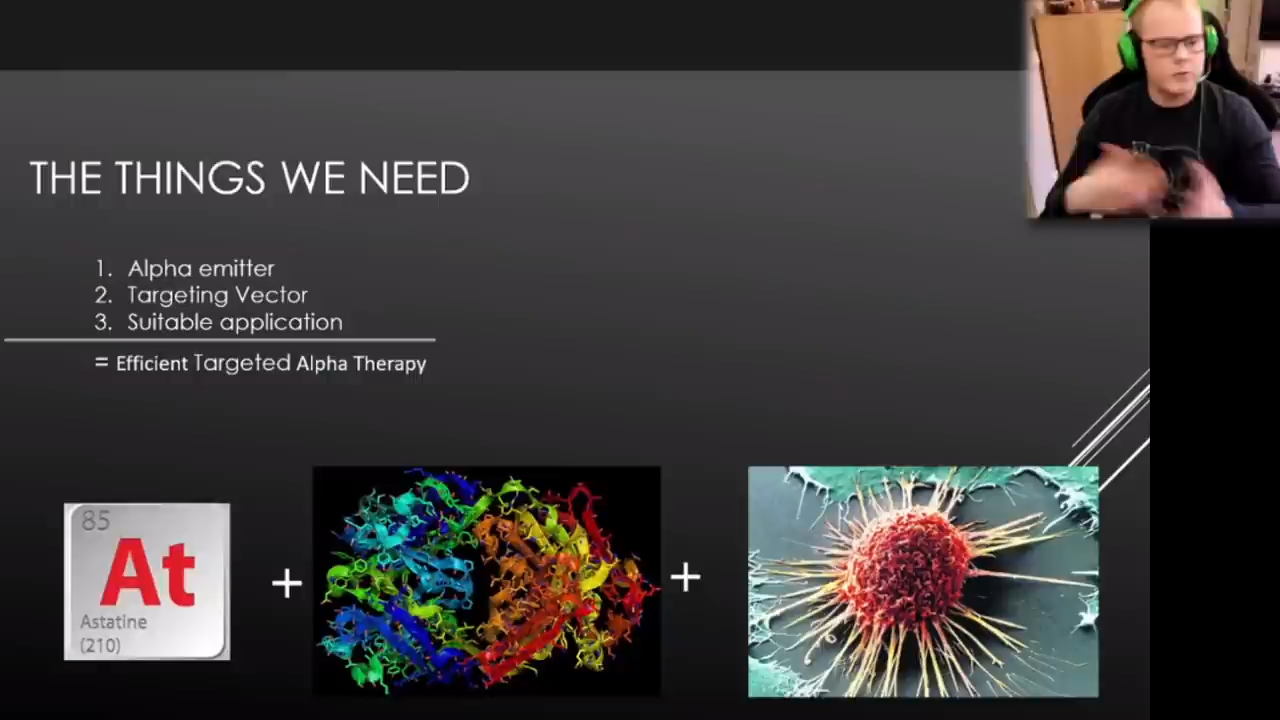 THE THINGS WE NEED
1. Alpha emitter
2. Targeting Vector
3. Suitable application
= Efficient Targeted Alpha Therapy
85
At
Astatine
(210)
+
+